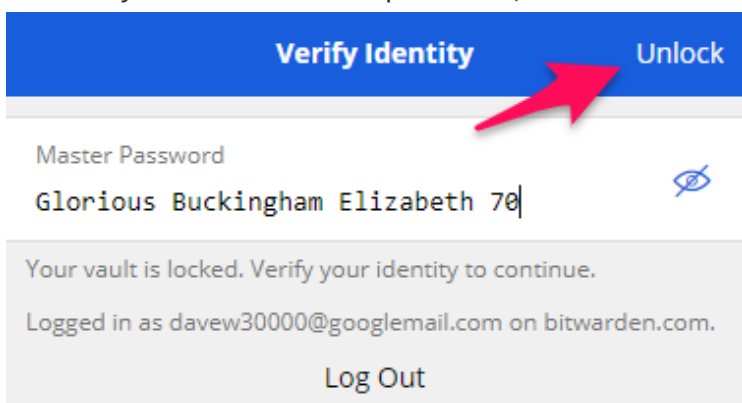 Verify Identity Unlock
Master Password
Glorious Buckingham Elizabeth 70
Your vault is locked. Verify your identity to continue.
Logged in as davew30000@googlemail.com on bitwarden.com.
Log Out